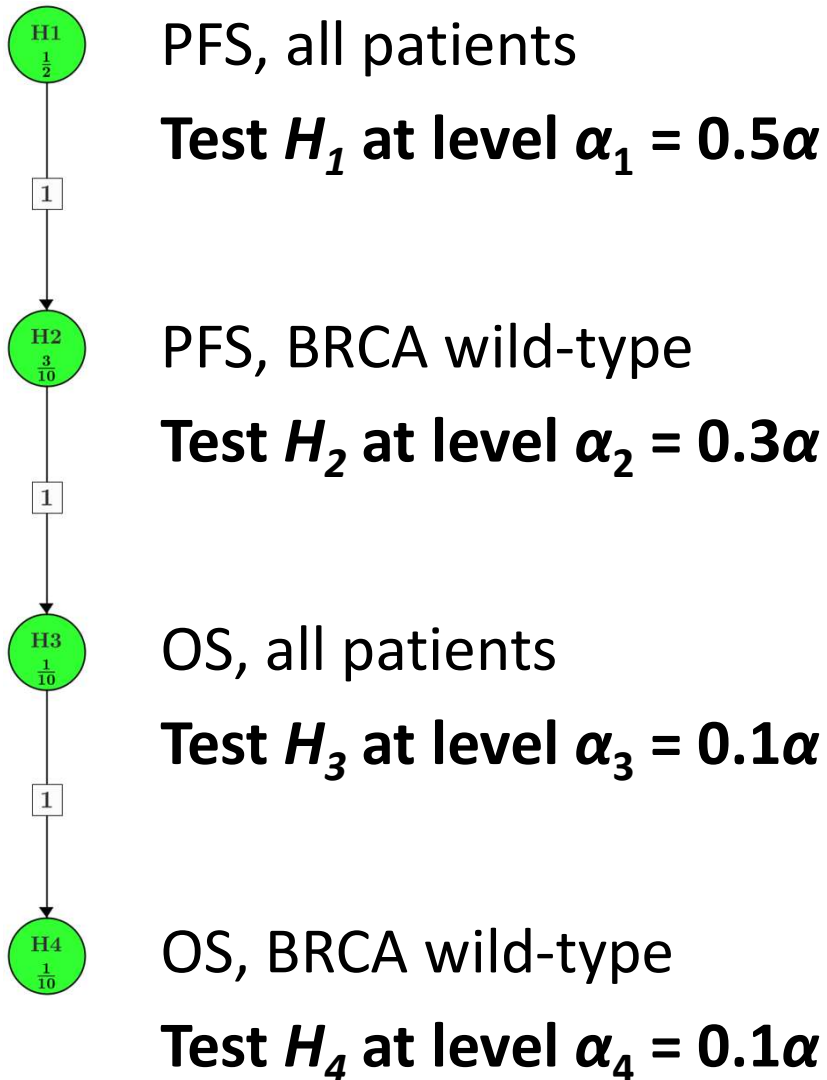 H1
1/2
PFS, all patients
Test H₁ at level α₁ = 0.5α
1
H2
3/10
PFS, BRCA wild-type
Test H₂ at level α₂ = 0.3α
1
H3
1/10
OS, all patients
Test H₃ at level α₃ = 0.1α
1
H4
1/10
OS, BRCA wild-type
Test H₄ at level α₄ = 0.1α